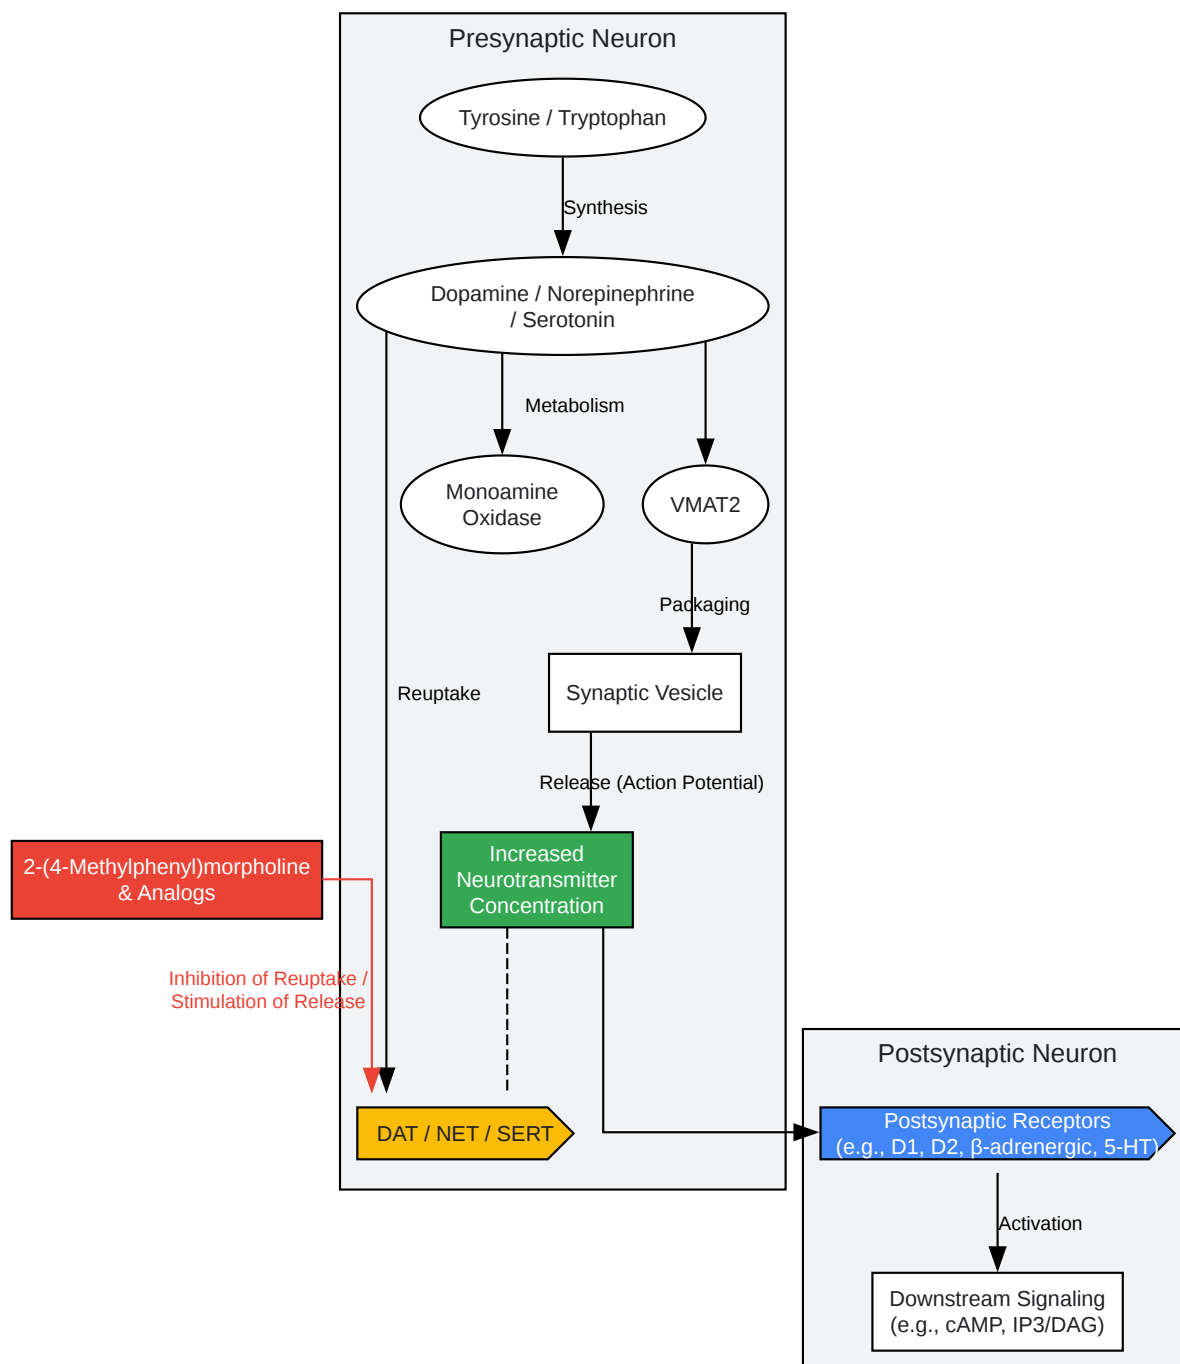 Presynaptic Neuron
Tyrosine / Tryptophan
Synthesis
Dopamine / Norepinephrine
/ Serotonin
Metabolism
Monoamine
Oxidase
VMAT2
Packaging
Synaptic Vesicle
Reuptake
Release (Action Potential)
Increased
Neurotransmitter
Concentration
2-(4-Methylphenyl)morpholine
& Analogs
Inhibition of Reuptake /
Stimulation of Release
DAT / NET / SERT
Postsynaptic Neuron
Postsynaptic Receptors
(e.g., D1, D2, β-adrenergic, 5-HT)
Activation
Downstream Signaling
(e.g., cAMP, IP3/DAG)